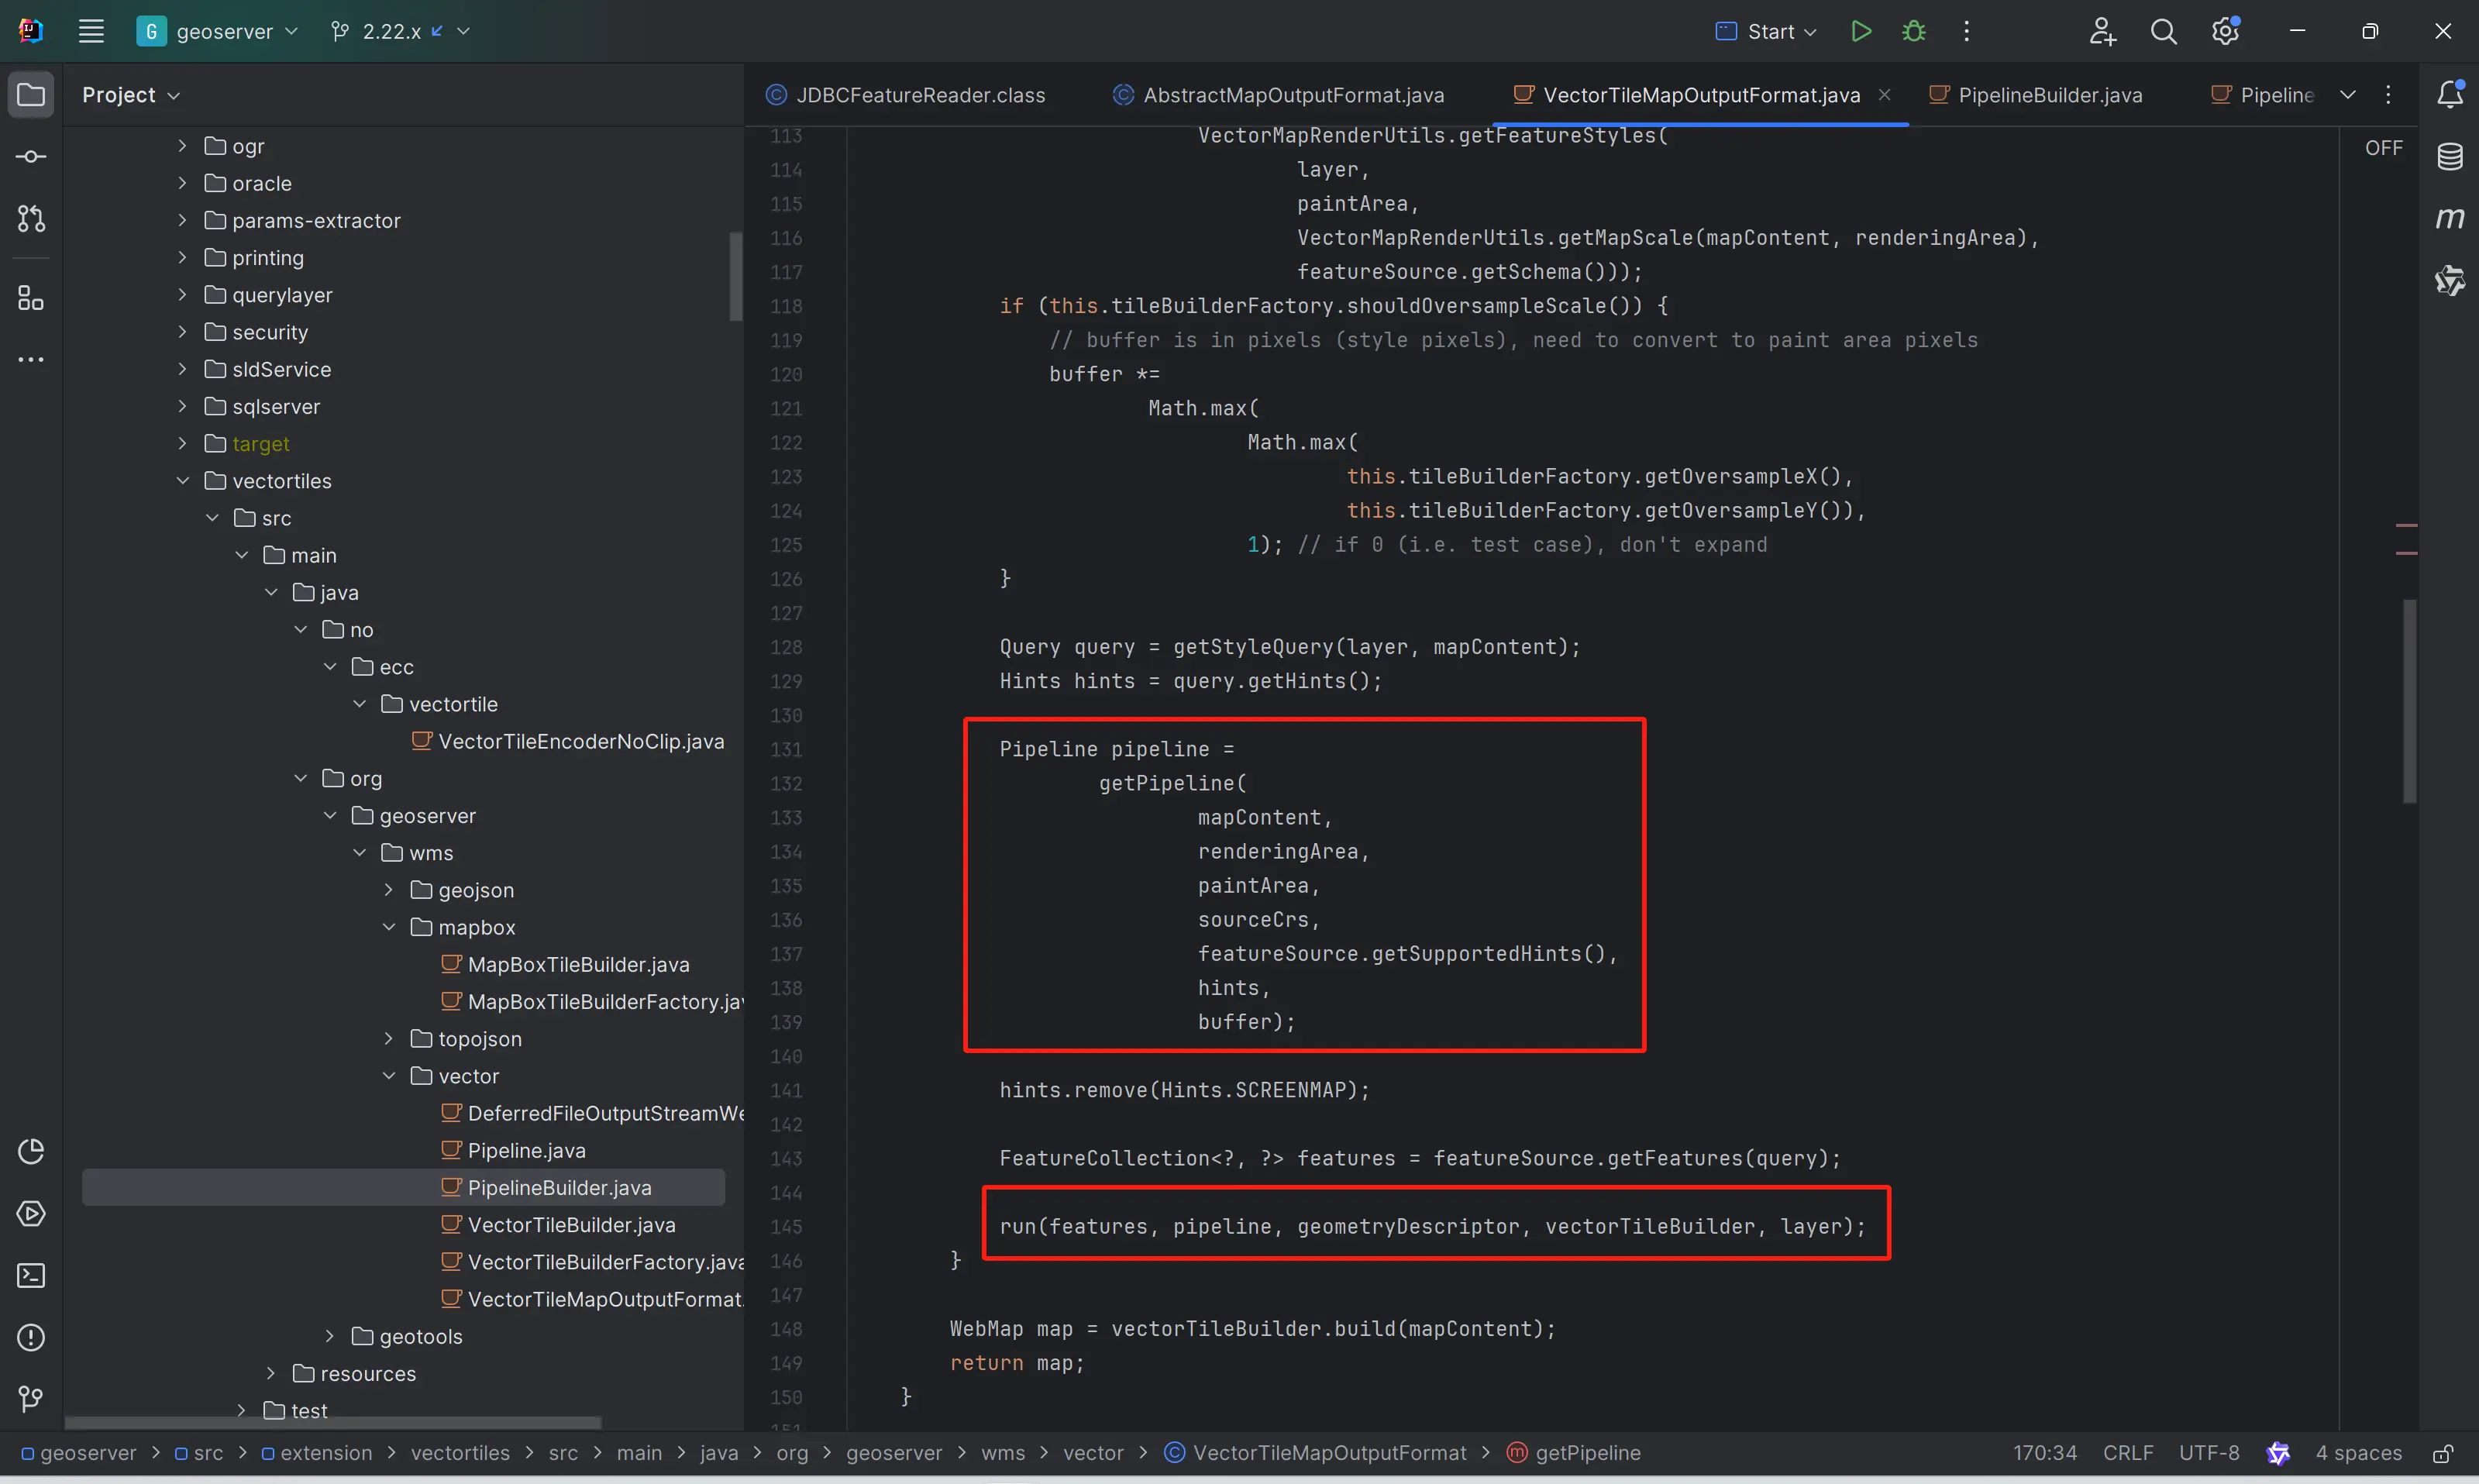 G geoserver 2.22.x Start
Project
JDBCFeatureReader.class AbstractMapOutputFormat.java VectorTileMapOutputFormat.java PipelineBuilder.java Pipeline
OFF
ogr
oracle
params-extractor
printing
querylayer
security
sldService
sqlserver
target
vectortiles
src
main
java
no
ecc
vectortile
VectorTileEncoderNoClip.java
org
geoserver
wms
geojson
mapbox
MapBoxTileBuilder.java
MapBoxTileBuilderFactory.jav
topojson
vector
DeferredFileOutputStreamWe
Pipeline.java
PipelineBuilder.java
VectorTileBuilder.java
VectorTileBuilderFactory.java
VectorTileMapOutputFormat.
geotools
resources
test
113 VectorMapRenderUtils.getFeatureStyles(
114 layer,
115 paintArea,
116 VectorMapRenderUtils.getMapScale(mapContent, renderingArea),
117 featureSource.getSchema()));
118 if (this.tileBuilderFactory.shouldOversampleScale()) {
119 // buffer is in pixels (style pixels), need to convert to paint area pixels
120 buffer *=
121 Math.max(
122 Math.max(
123 this.tileBuilderFactory.getOversampleX(),
124 this.tileBuilderFactory.getOversampleY()),
125 1); // if 0 (i.e. test case), don't expand
126 }
127
128 Query query = getStyleQuery(layer, mapContent);
129 Hints hints = query.getHints();
130
131 Pipeline pipeline =
132 getPipeline(
133 mapContent,
134 renderingArea,
135 paintArea,
136 sourceCrs,
137 featureSource.getSupportedHints(),
138 hints,
139 buffer);
140
141 hints.remove(Hints.SCREENMAP);
142
143 FeatureCollection<?, ?> features = featureSource.getFeatures(query);
144
145 run(features, pipeline, geometryDescriptor, vectorTileBuilder, layer);
146 }
147
148 WebMap map = vectorTileBuilder.build(mapContent);
149 return map;
150 }
151
geoserver > src > extension > vectortiles > src > main > java > org > geoserver > wms > vector > VectorTileMapOutputFormat > getPipeline 170:34 CRLF UTF-8 4 spaces